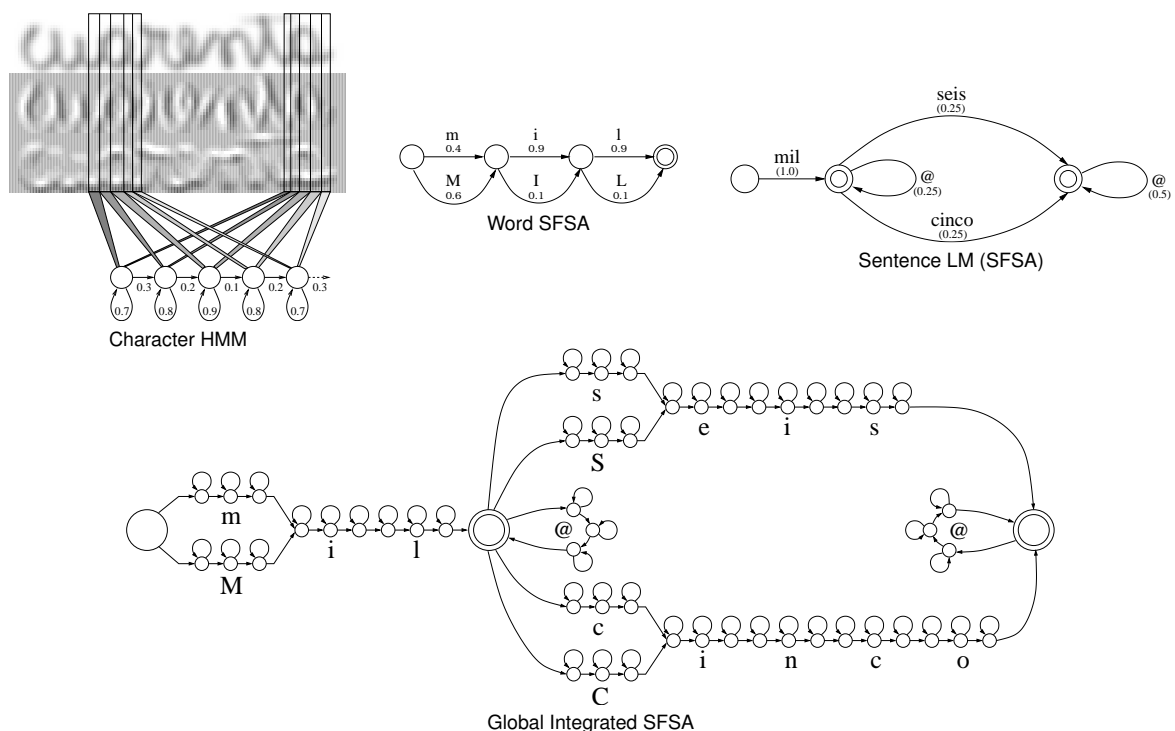 cuarenta
m i l
0.4 0.9 0.9
M I L
0.6 0.1 0.1
Word SFSA
seis
(0.25)
mil
(1.0)
@
(0.25)
@
(0.5)
cinco
(0.25)
Sentence LM (SFSA)
0.3 0.2 0.1 0.2 0.3
0.7 0.8 0.9 0.8 0.7
Character HMM
s
e i s
S
m
i l
M
@
@
c
i n c o
C
Global Integrated SFSA